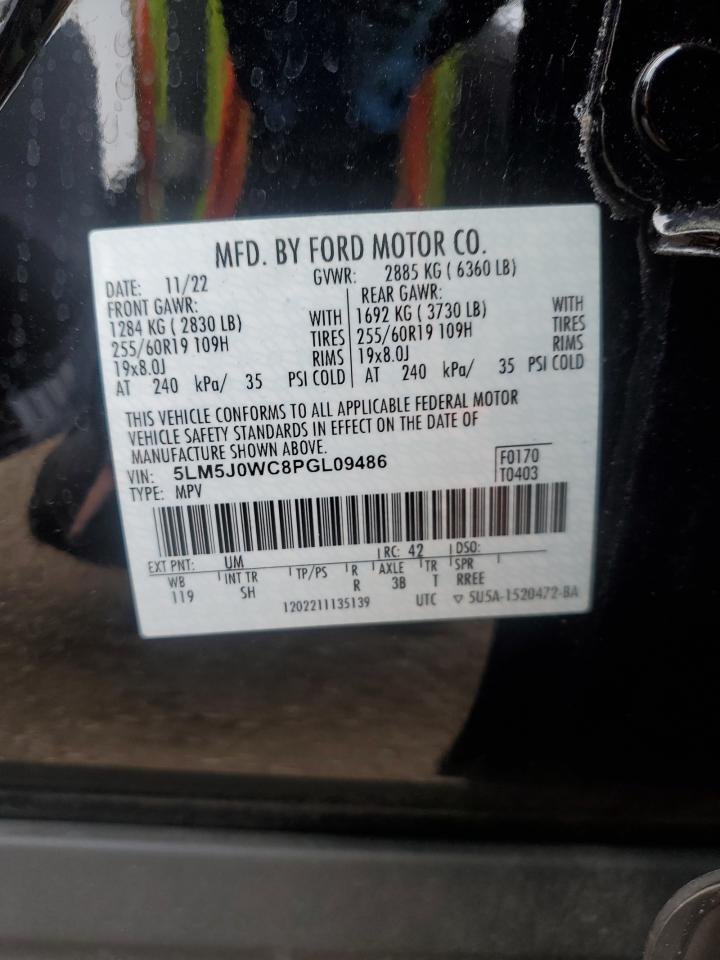 MFD. BY FORD MOTOR CO.
DATE: 11/22 GVWR: 2885 KG ( 6360 LB)
FRONT GAWR: REAR GAWR:
1284 KG ( 2830 LB) WITH 1692 KG ( 3730 LB) WITH
255/60R19 109H TIRES 255/60R19 109H TIRES
19x8.0J RIMS 19x8.0J RIMS
AT 240 kPa/ 35 PSI COLD AT 240 kPa/ 35 PSI COLD
THIS VEHICLE CONFORMS TO ALL APPLICABLE FEDERAL MOTOR
VEHICLE SAFETY STANDARDS IN EFFECT ON THE DATE OF
MANUFACTURE SHOWN ABOVE.
VIN: 5LM5J0WC8PGL09486 F0170
TYPE: MPV T0403
EXT PNT: UM RC: 42 DSO:
WB INT TR TP/PS R AXLE TR SPR
119 SH R 3B T RREE
1202211135139 UTC ▽ 5U5A-1520472-BA